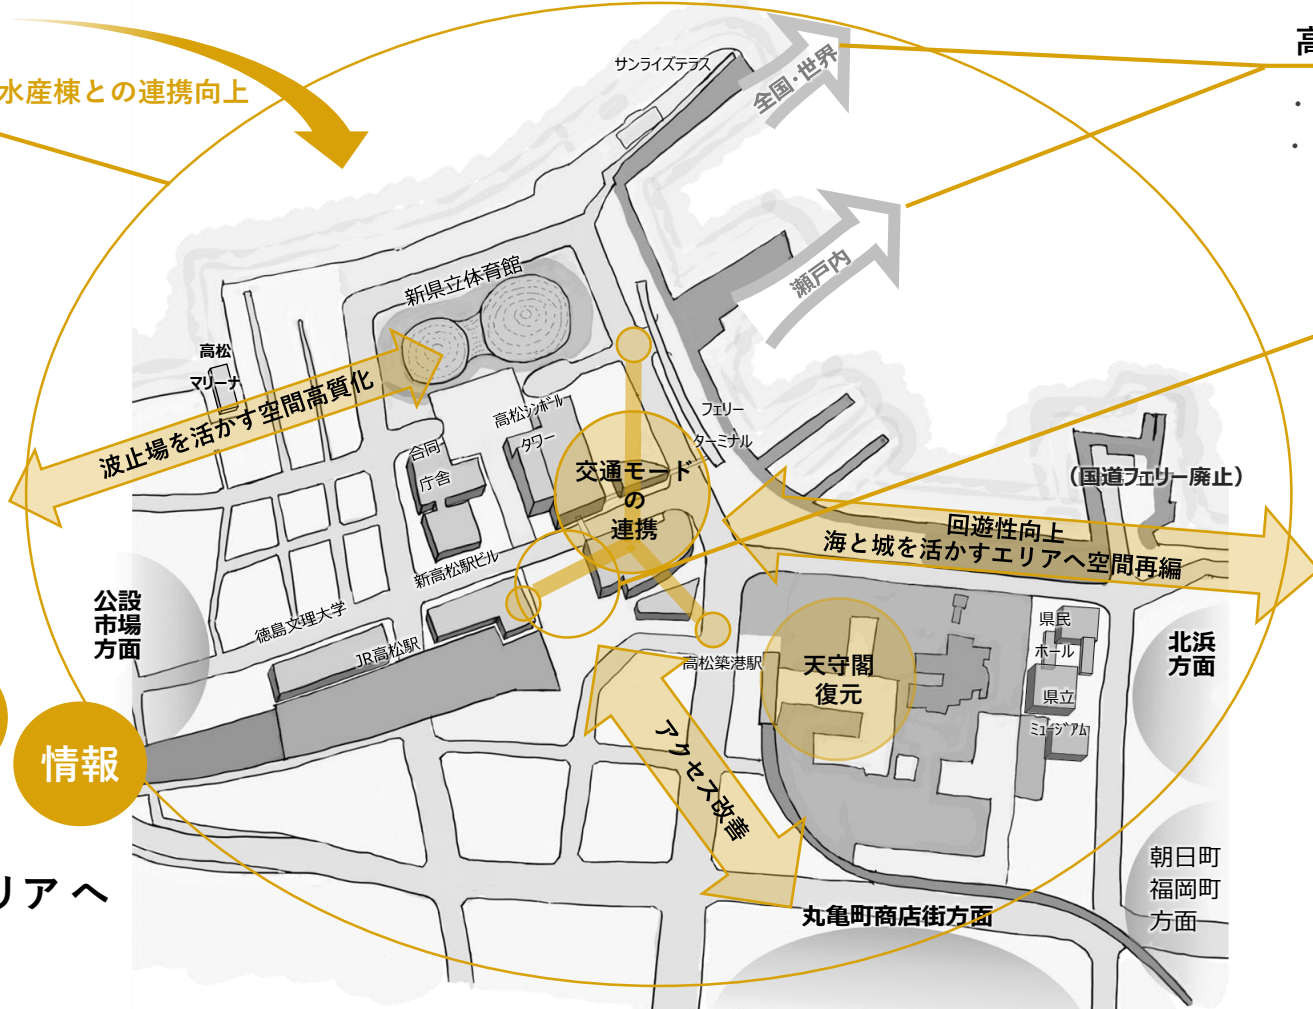 水産棟との連携向上
サンライズテラス
全国・世界
高
・
・
瀬戸内
新県立体育館
高松
マリーナ
波止場を活かす空間高質化
高松シンボル
タワー
合同
庁舎
フェリー
ターミナル
交通モード
の
連携
(国道フェリー廃止)
回遊性向上
海と城を活かすエリアへ空間再編
新高松駅ビル
徳島文理大学
JR高松駅
公設
市場
方面
高松築港駅
天守閣
復元
県民
ホール
県立
ミュージアム
北浜
方面
情報
アクセス改善
リア へ
丸亀町商店街方面
朝日町
福岡町
方面